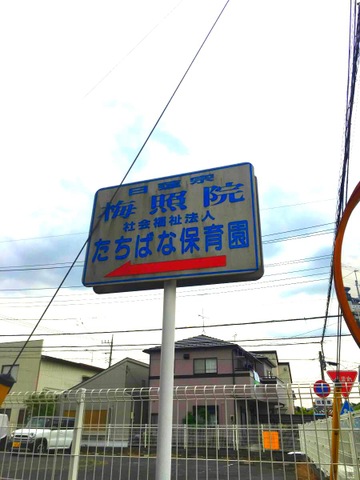 日蓮宗
梅照院
社会福祉法人
たちばな保育園